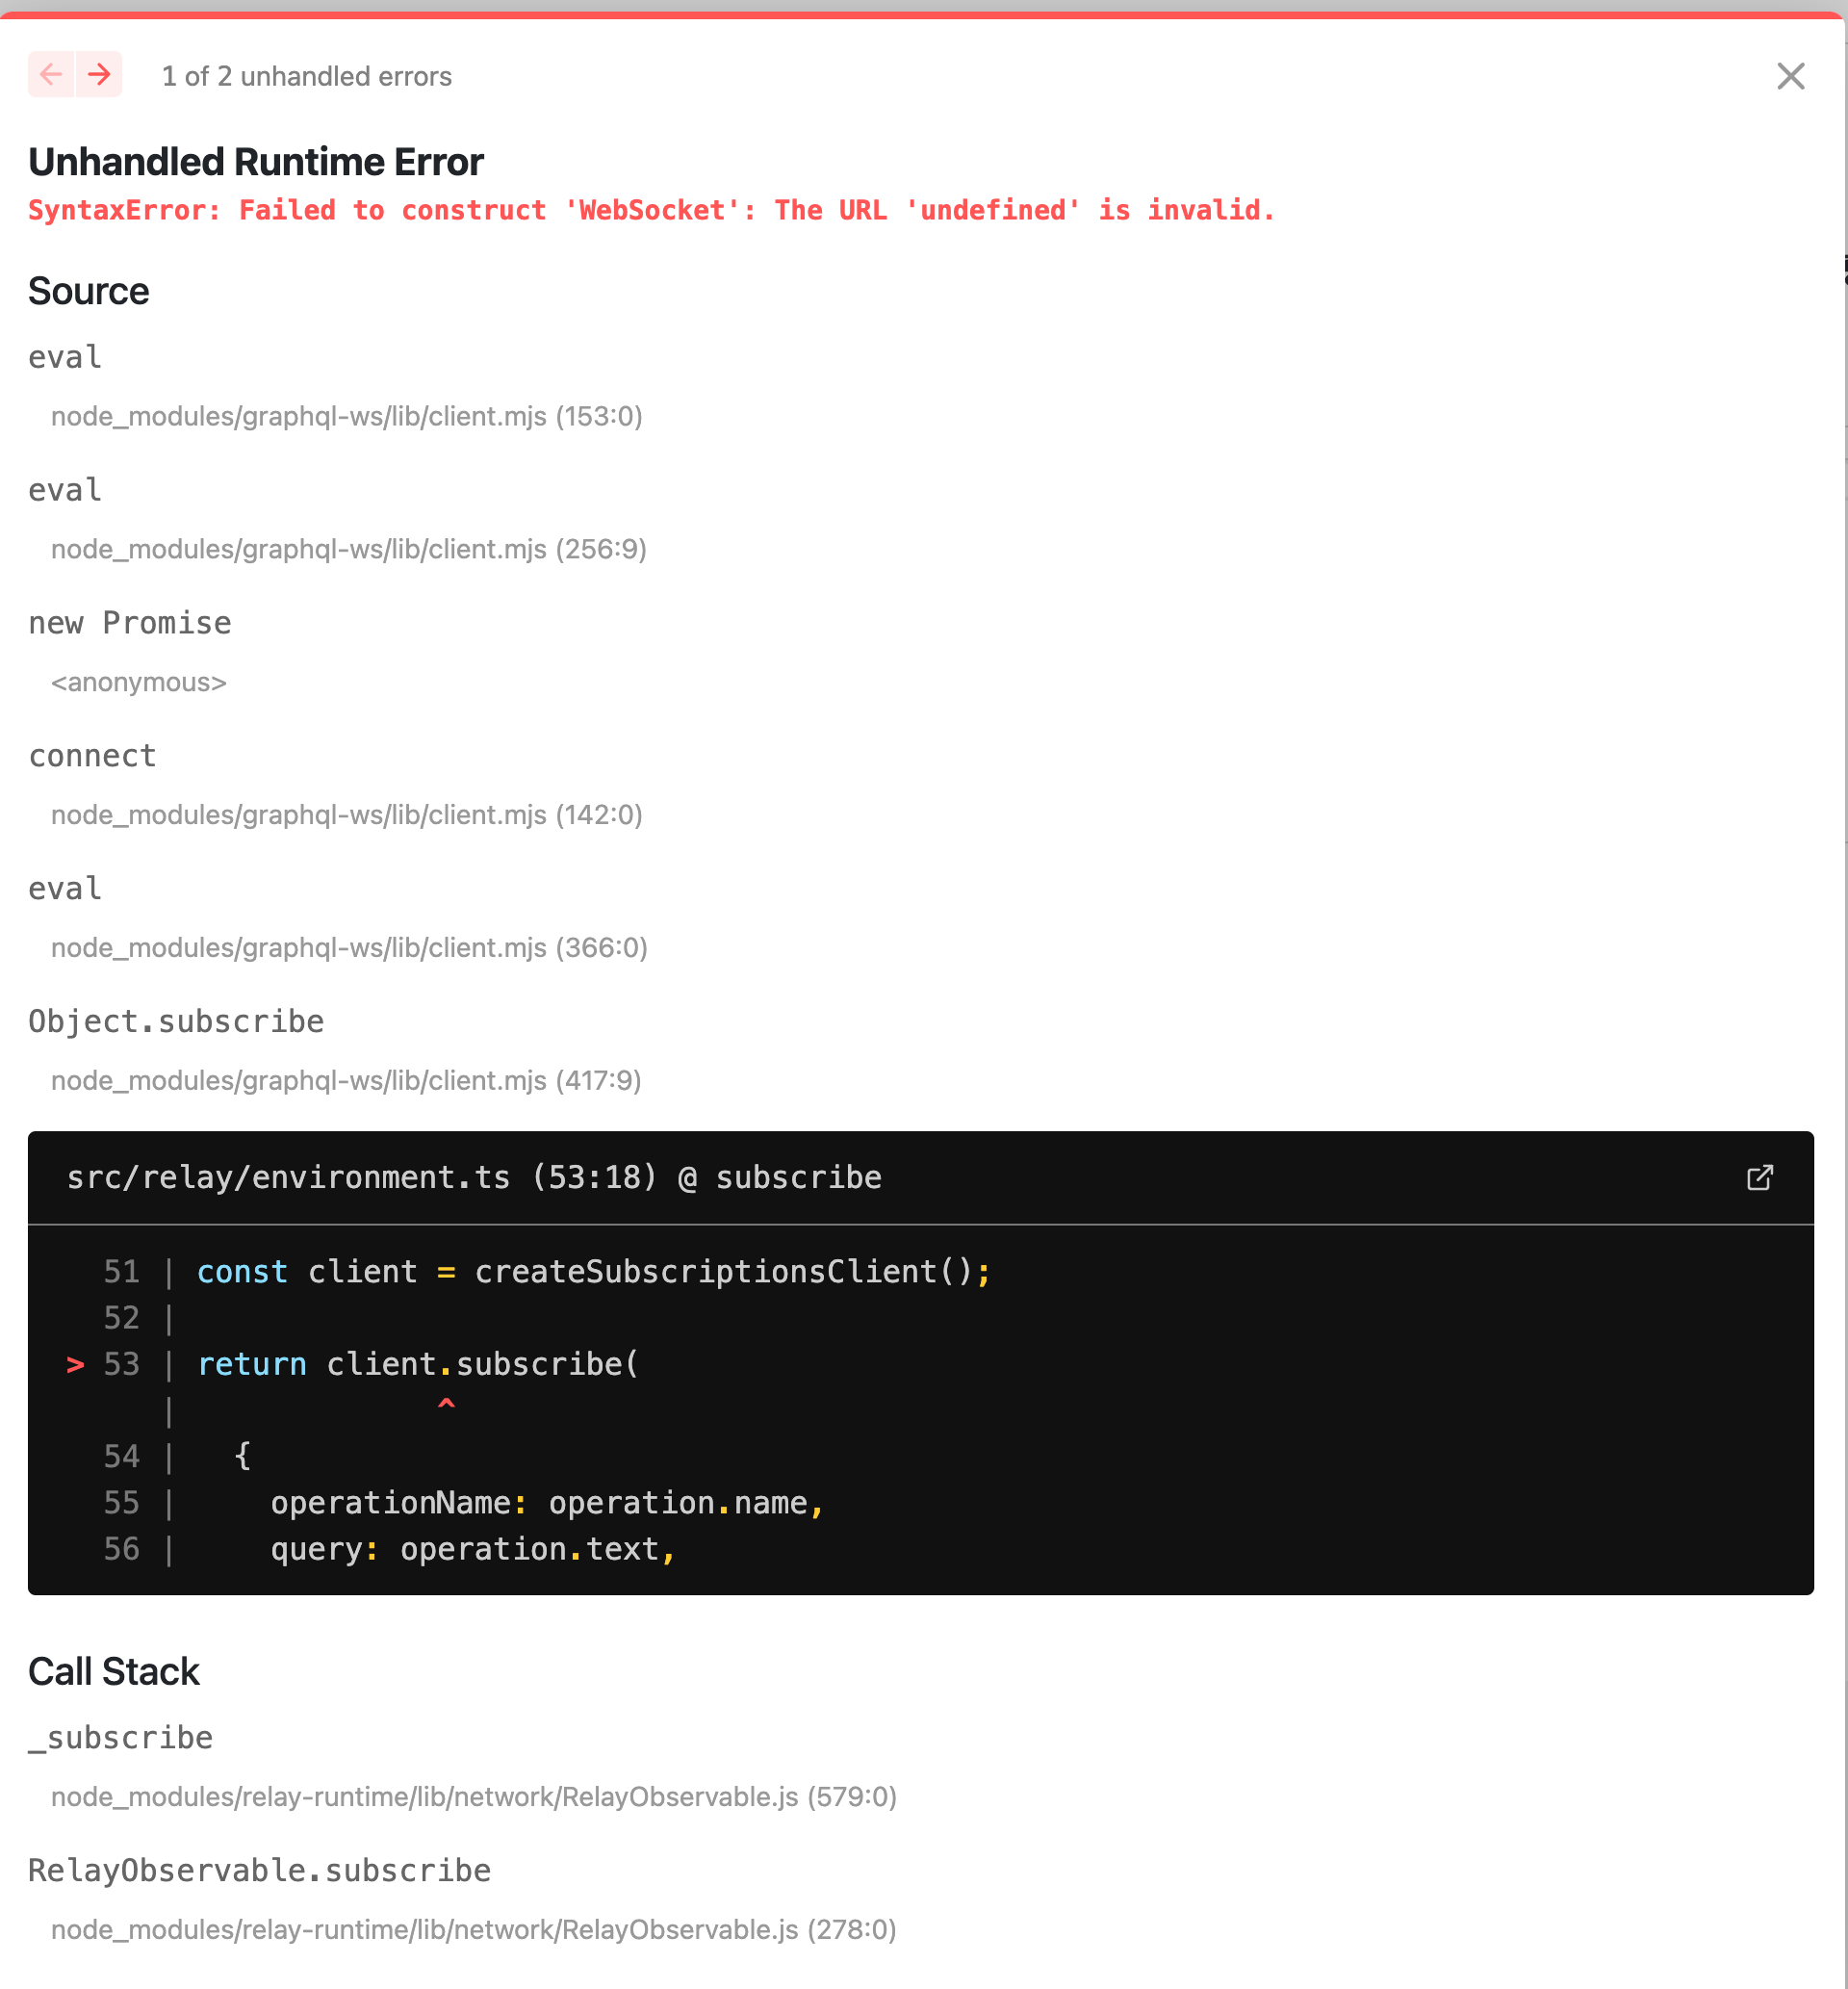 1 of 2 unhandled errors
Unhandled Runtime Error
SyntaxError: Failed to construct 'WebSocket': The URL 'undefined' is invalid.
Source
eval
node_modules/graphql-ws/lib/client.mjs (153:0)
eval
node_modules/graphql-ws/lib/client.mjs (256:9)
new Promise
<anonymous>
connect
node_modules/graphql-ws/lib/client.mjs (142:0)
eval
node_modules/graphql-ws/lib/client.mjs (366:0)
Object.subscribe
node_modules/graphql-ws/lib/client.mjs (417:9)
src/relay/environment.ts (53:18) @ subscribe
51 | const client = createSubscriptionsClient();
52 |
> 53 | return client.subscribe(
| ^
54 | {
55 | operationName: operation.name,
56 | query: operation.text,
Call Stack
_subscribe
node_modules/relay-runtime/lib/network/RelayObservable.js (579:0)
RelayObservable.subscribe
node_modules/relay-runtime/lib/network/RelayObservable.js (278:0)